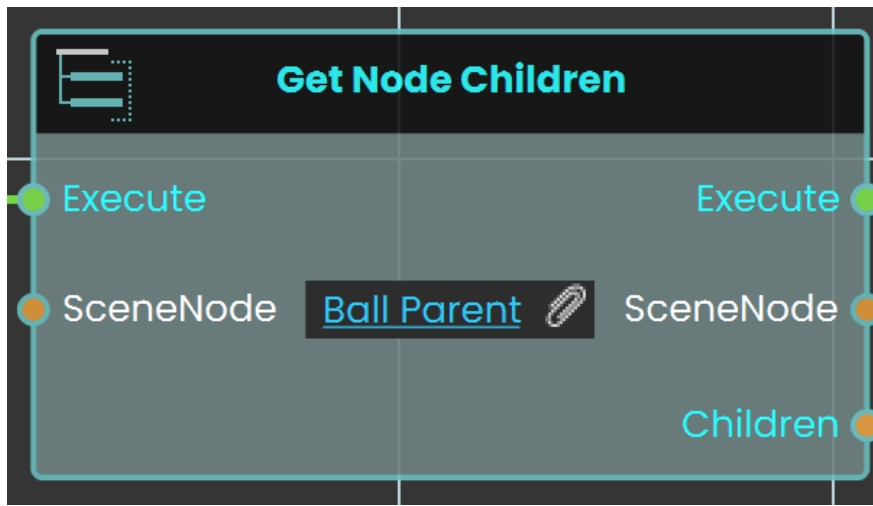 Get Node Children
Execute Execute
SceneNode Ball Parent SceneNode
Children